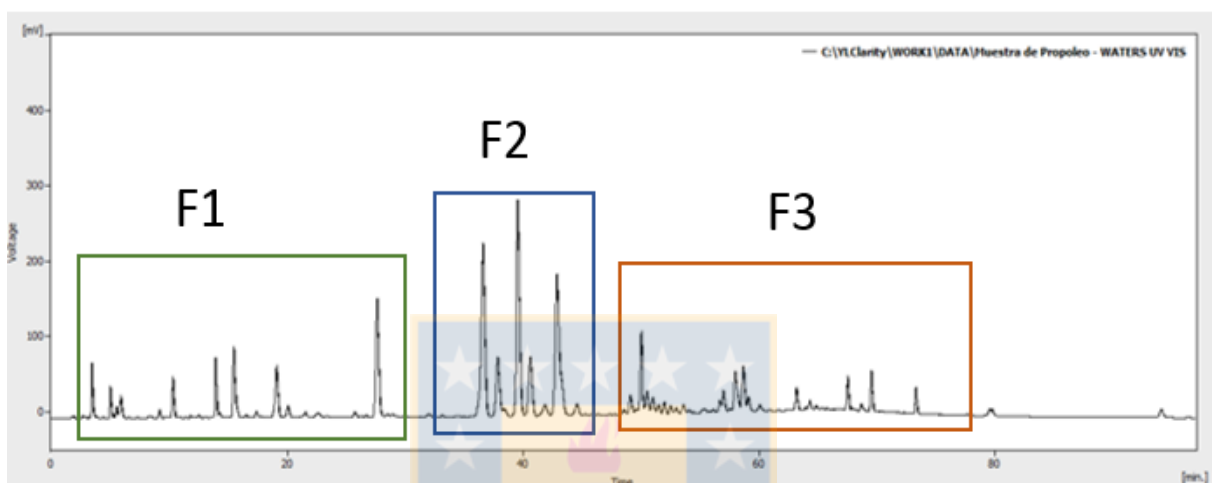 [mV]
— C:\YLClarity\WORK1\DATA\Muestra de Propoleo - WATERS UV VIS
400
F2
300
F1
F3
Voltage
200
100
0
0 20 40 60 80
Time
[min.]